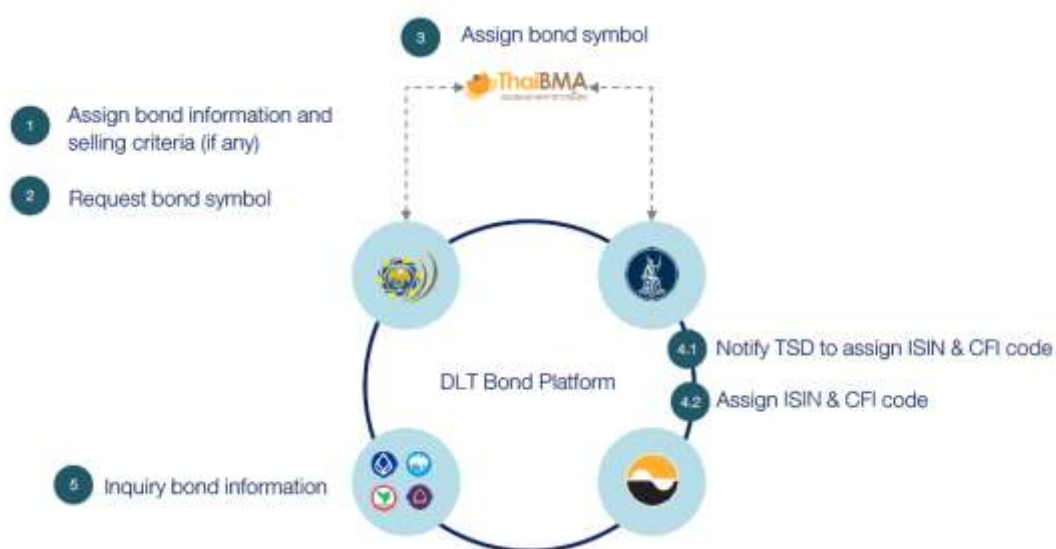 3 Assign bond symbol
ThaiBMA
1 Assign bond information and
selling criteria (if any)
2 Request bond symbol
4.1 Notify TSD to assign ISIN & CFI code
DLT Bond Platform
4.2 Assign ISIN & CFI code
5 Inquiry bond information